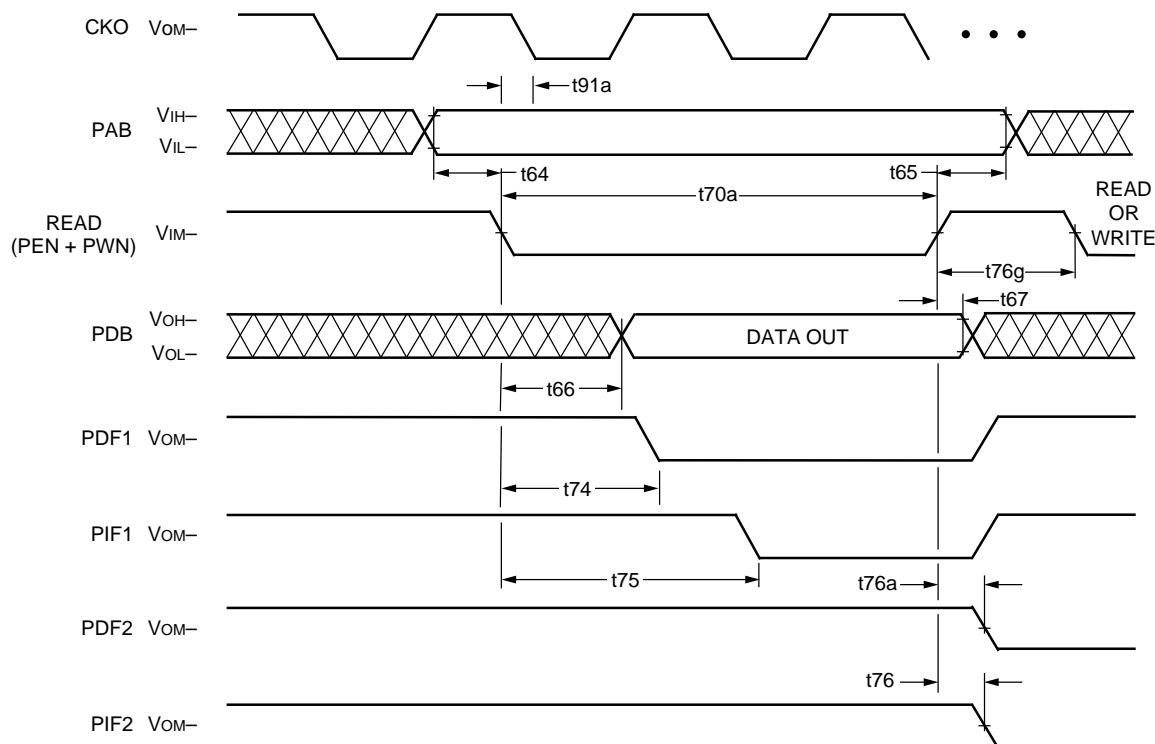 CKO VOM–
• • •
t91a
PAB VIH–
VIL–
t64
t65
t70a
READ
(PEN + PWN)
VIM–
READ
OR
WRITE
t76g
t67
PDB VOH–
VOL–
DATA OUT
t66
PDF1 VOM–
t74
PIF1 VOM–
t75
t76a
PDF2 VOM–
t76
PIF2 VOM–